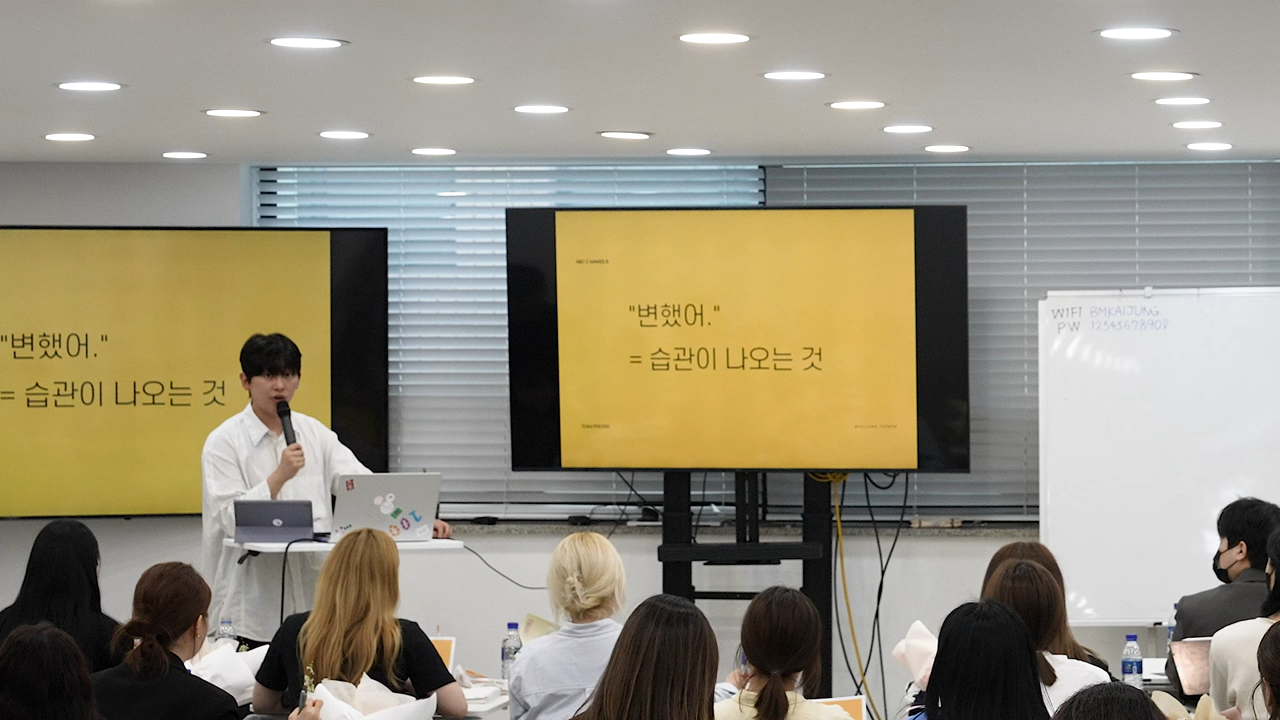 "변했어."
= 습관이 나오는 것
"변했어."
= 습관이 나오는 것
WIFI BMKAIJUNG
PW 1234567890!